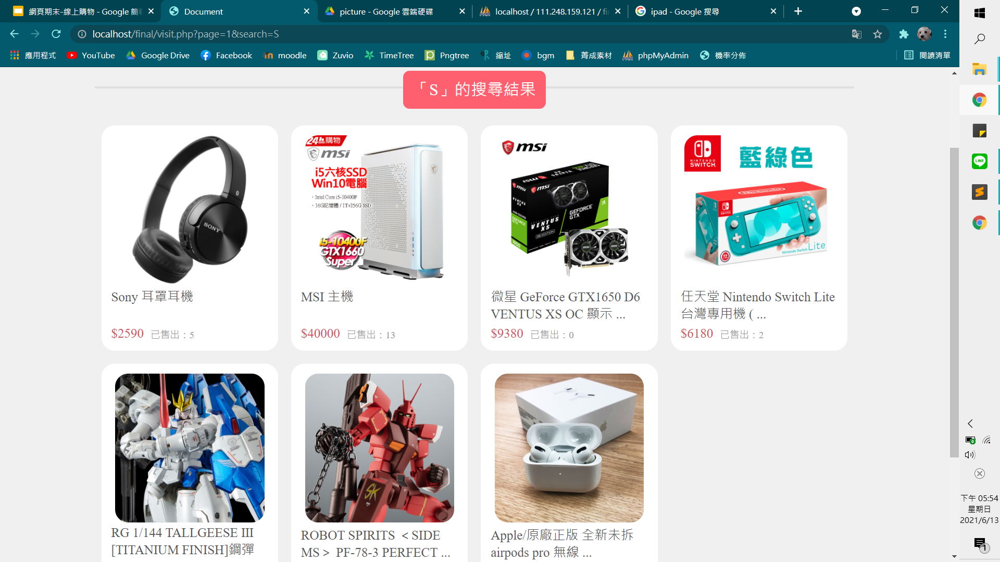 網頁期末-線上購物 - Google 簡
Document
picture - Google 雲端硬碟
localhost / 111.248.159.121 / fi
ipad - Google 搜尋
localhost/final/visit.php?page=1&search=S
應用程式
YouTube
Google Drive
Facebook
moodle
Zuvio
TimeTree
Pngtree
縮址
bgm
菁成素材
phpMyAdmin
機率分佈
閱讀清單
「S」的搜尋結果
SONY
Sony 耳罩耳機
$2590 已售出：5
24h購物
msi
i5六核SSD
Win10電腦
・Intel Core i5-10400F
・16G記憶體 / 1T+256G SSD
i5-10400F
GTX1660
Super
MSI 主機
$40000 已售出：13
msi
msi
VENTUS
XS
OC EDITION
GEFORCE
GTX
1650
微星 GeForce GTX1650 D6
VENTUS XS OC 顯示 ...
$9380 已售出：0
NINTENDO
SWITCH
藍綠色
Nintendo
Nintendo Switch Lite
任天堂 Nintendo Switch Lite
台灣專用機 ( ...
$6180 已售出：2
RG 1/144 TALLGEESE III
[TITANIUM FINISH]鋼彈
SK
ROBOT SPIRITS ＜SIDE
MS＞ PF-78-3 PERFECT ...
Apple/原廠正版 全新未拆
airpods pro 無線 ...
LINE
下午 05:54
星期日
2021/6/13
1